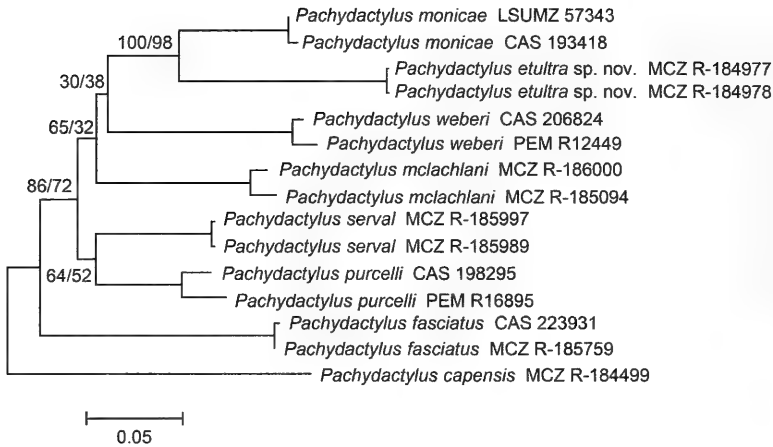 Pachydactylus monicae LSUMZ 57343
100/98
Pachydactylus monicae CAS 193418
Pachydactylus etultra sp. nov. MCZ R-184977
30/38
Pachydactylus etultra sp. nov. MCZ R-184978
Pachydactylus weberi CAS 206824
65/32
Pachydactylus weberi PEM R12449
Pachydactylus mclachlani MCZ R-186000
86/72
Pachydactylus mclachlani MCZ R-185094
Pachydactylus serval MCZ R-185997
Pachydactylus serval MCZ R-185989
64/52
Pachydactylus purcelli CAS 198295
Pachydactylus purcelli PEM R16895
Pachydactylus fasciatus CAS 223931
Pachydactylus fasciatus MCZ R-185759
Pachydactylus capensis MCZ R-184499
0.05